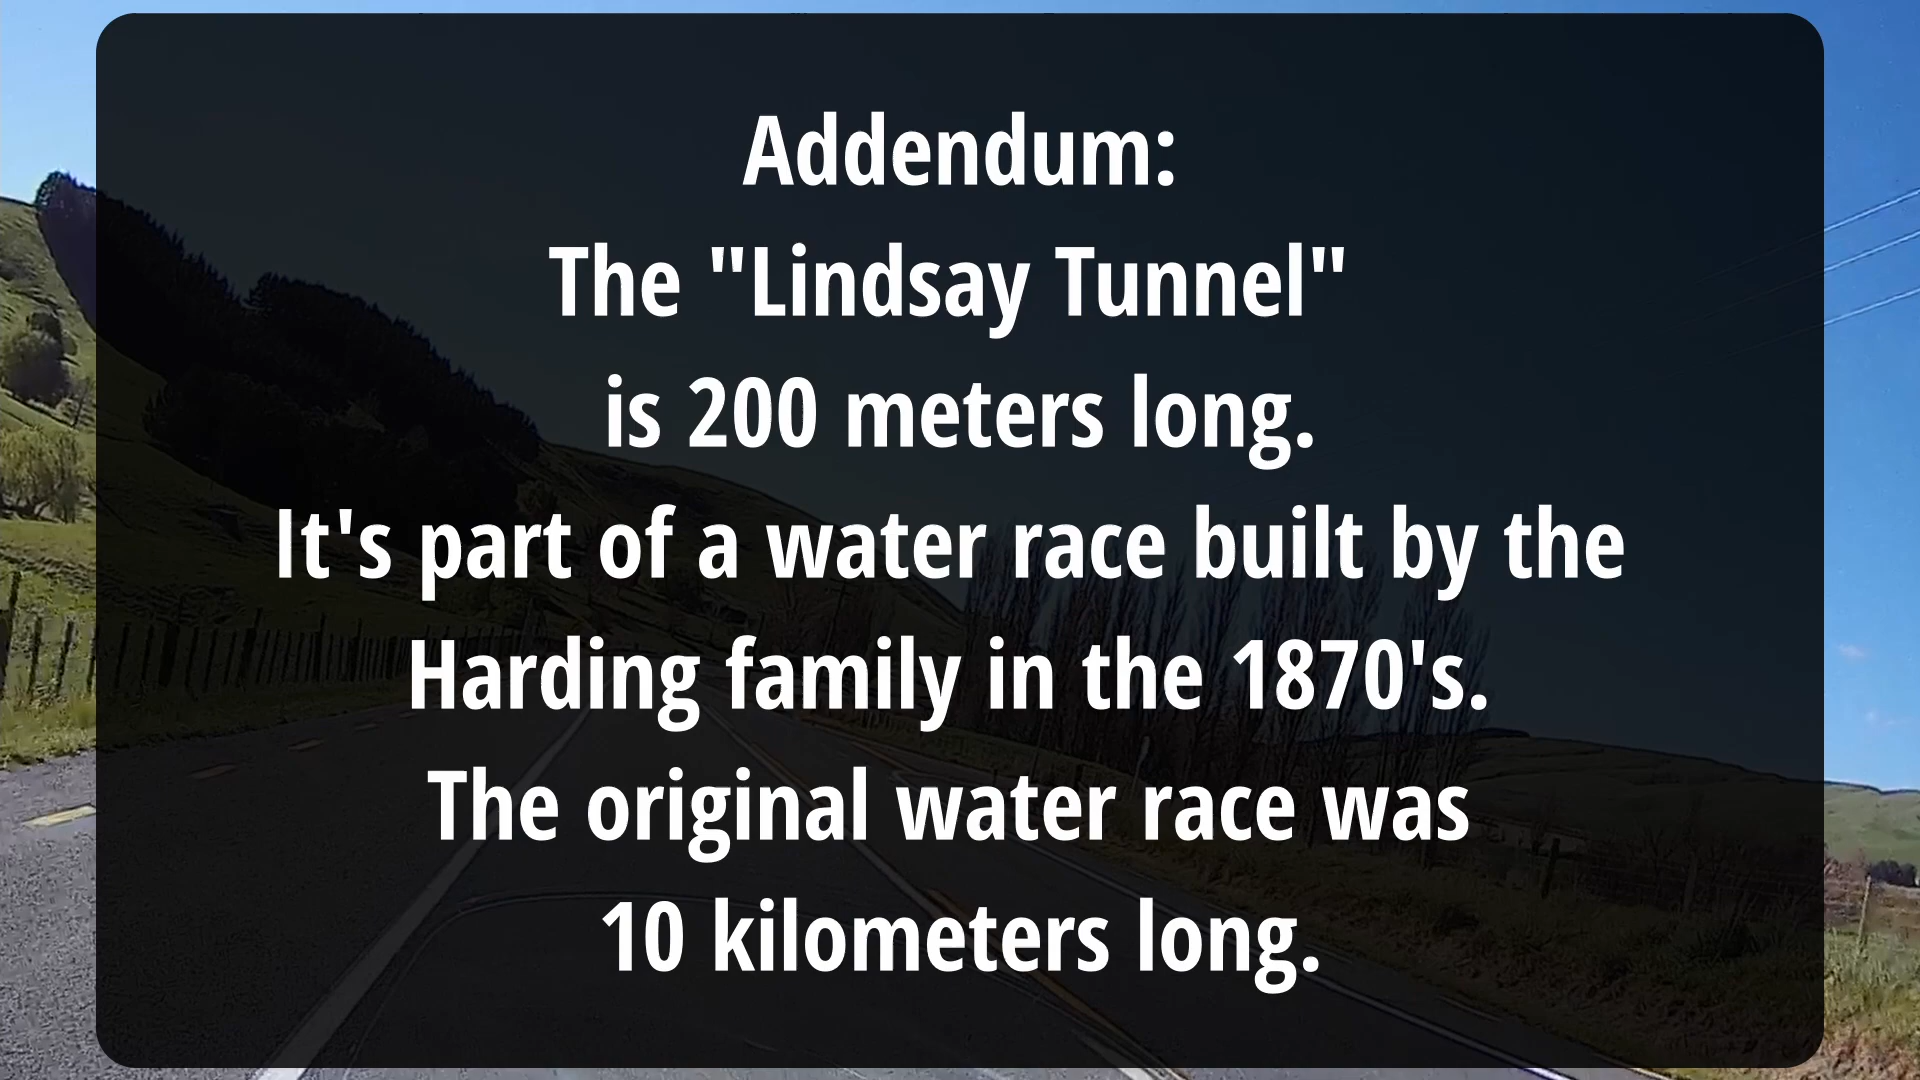 Addendum:
The "Lindsay Tunnel"
is 200 meters long.
It's part of a water race built by the
Harding family in the 1870's.
The original water race was
10 kilometers long.